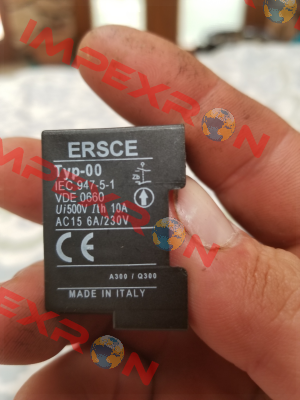 ERSCE
Typ-00
IEC 947-5-1
VDE 0660
Ui500V Ith 10A
AC15 6A/230V
CE
A300 / Q300
MADE IN ITALY
IMPEXRON
IMPEXRON
IMPEXRON